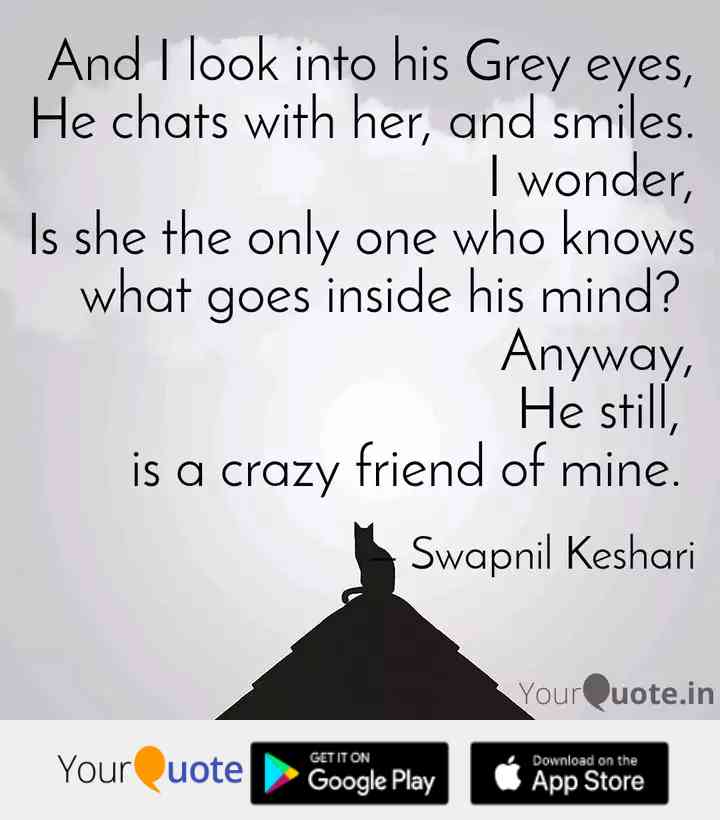 And I look into his Grey eyes,
He chats with her, and smiles.
I wonder,
Is she the only one who knows
what goes inside his mind?
Anyway,
He still,
is a crazy friend of mine.
– Swapnil Keshari
YourQuote.in
YourQuote
GET IT ON
Google Play
Download on the
App Store